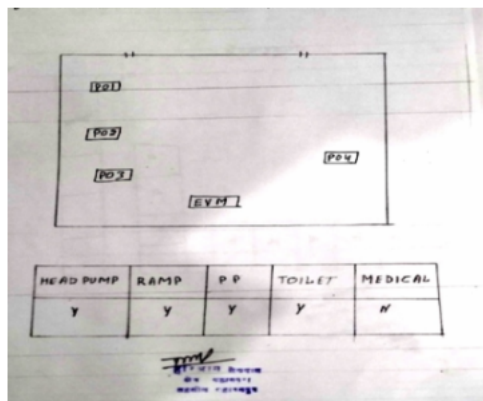 PO1
PO2
PO3
PO4
EVM
HEAD PUMP RAMP P P TOILET MEDICAL
Y Y Y Y N